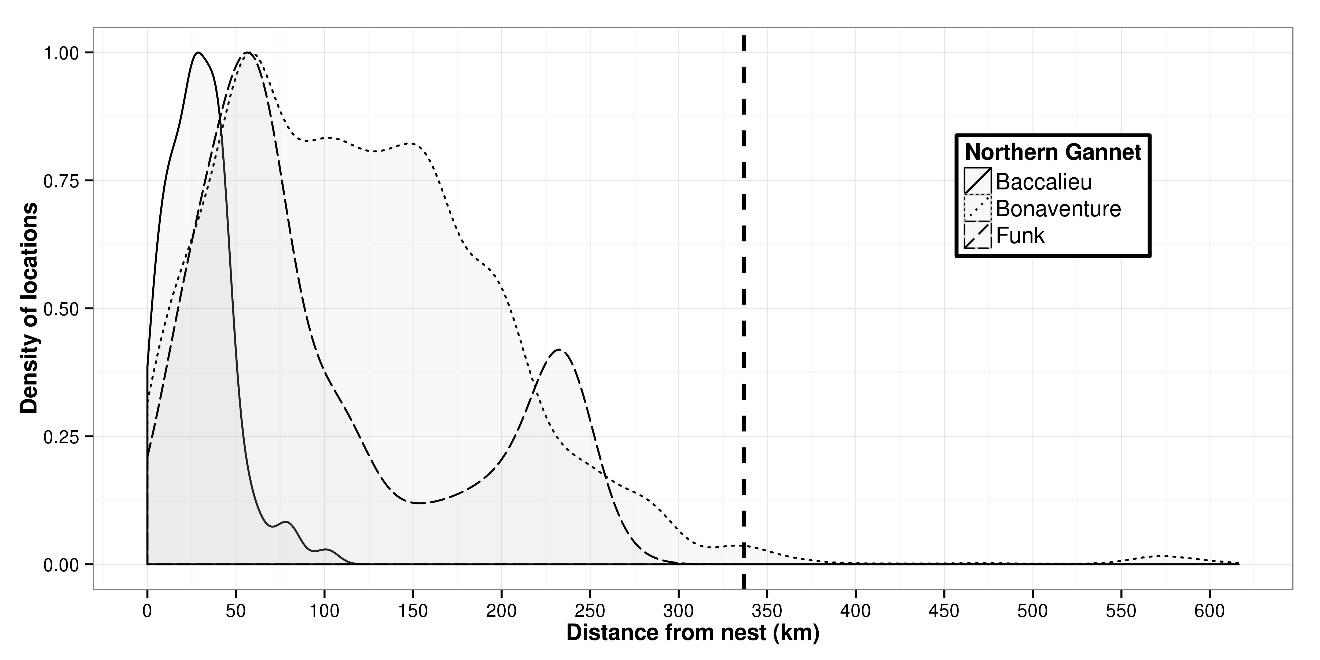 Density of locations
1.00
0.75
0.50
0.25
0.00
Northern Gannet
Baccalieu
Bonaventure
Funk
0 50 100 150 200 250 300 350 400 450 500 550 600
Distance from nest (km)